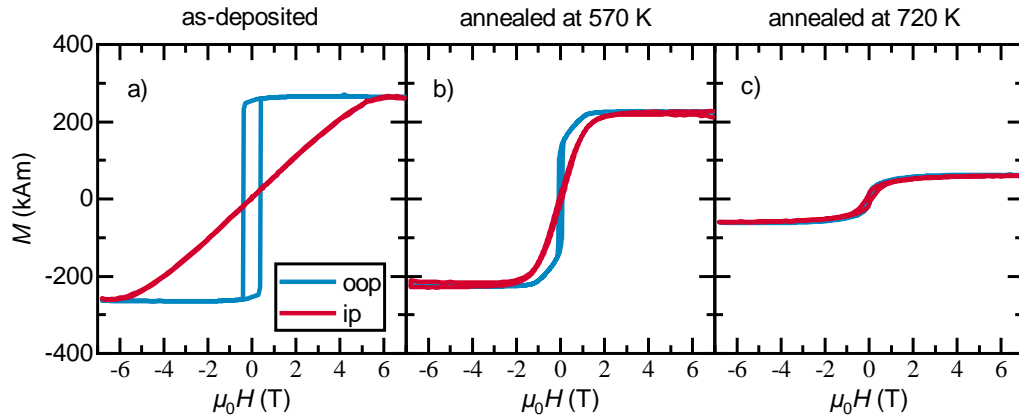 as-deposited
annealed at 570 K
annealed at 720 K
400
200
0
-200
-400
M (kAm)
a)
b)
c)
oop
ip
-6 -4 -2 0 2 4 6
-6 -4 -2 0 2 4 6
-6 -4 -2 0 2 4 6
μ0H (T)
μ0H (T)
μ0H (T)